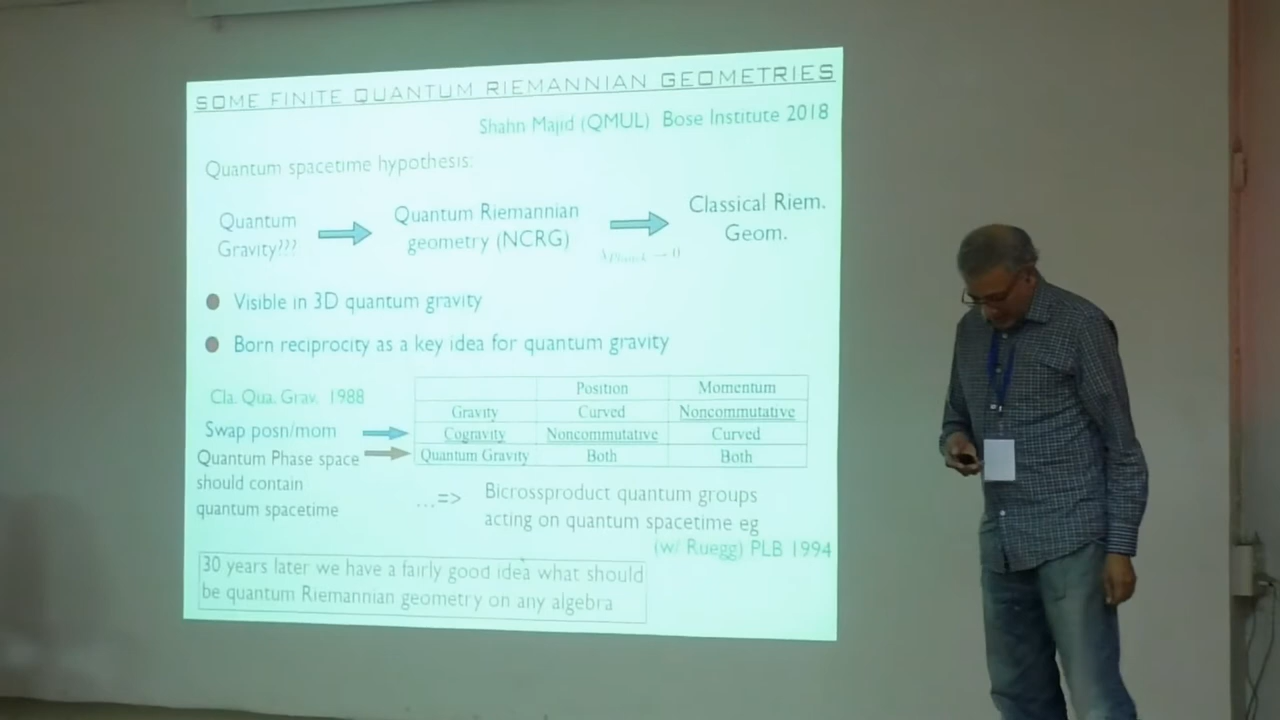 SOME FINITE QUANTUM RIEMANNIAN GEOMETRIES
Shahn Majid (QMUL) Bose Institute 2018
Quantum spacetime hypothesis:
Quantum
Gravity???
Quantum Riemannian
geometry (NCRG)
Classical Riem.
Geom.
Visible in 3D quantum gravity
Born reciprocity as a key idea for quantum gravity
Cla. Qua. Grav. 1988
Swap posn/mom
Quantum Phase space
should contain
quantum spacetime
Position Momentum
Gravity Curved Noncommutative
Cogravity Noncommutative Curved
Quantum Gravity Both Both
...=> Bicrossproduct quantum groups
acting on quantum spacetime eg
(w/ Ruegg) PLB 1994
30 years later we have a fairly good idea what should
be quantum Riemannian geometry on any algebra